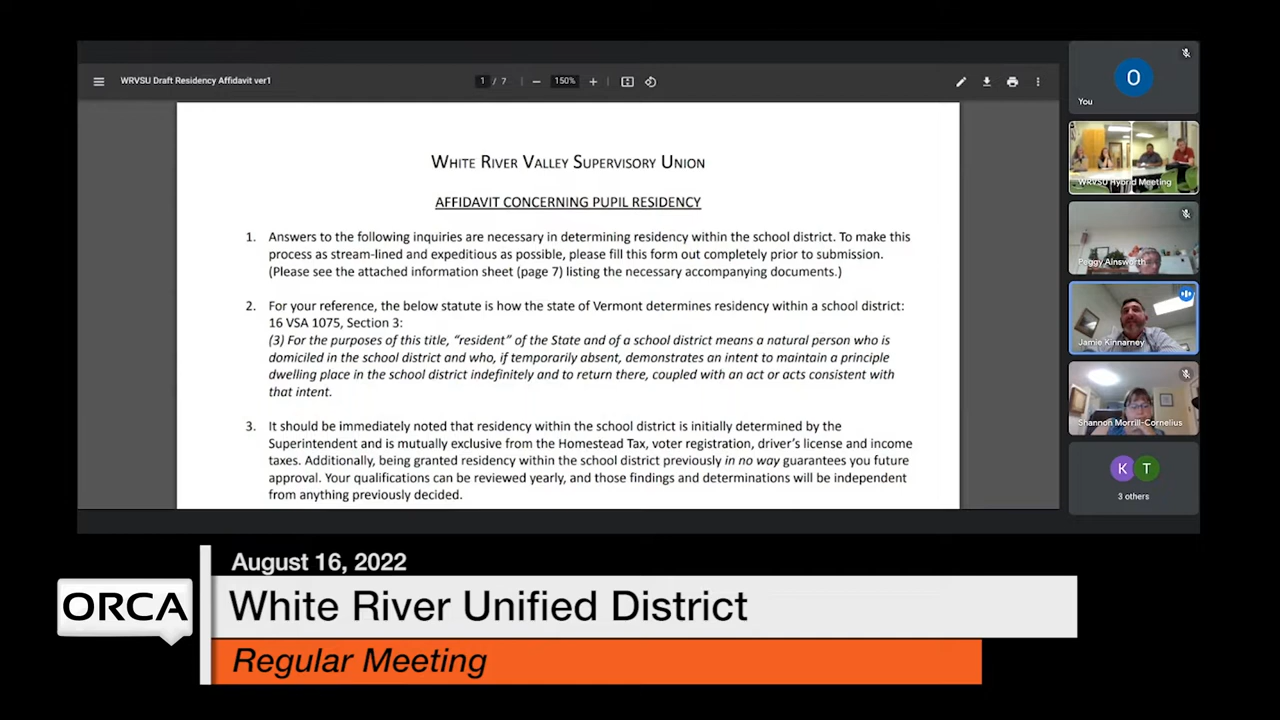 WRVSU Draft Residency Affidavit ver1
1 / 7
150%
O
You
WHITE RIVER VALLEY SUPERVISORY UNION
AFFIDAVIT CONCERNING PUPIL RESIDENCY
1. Answers to the following inquiries are necessary in determining residency within the school district. To make this
process as stream-lined and expeditious as possible, please fill this form out completely prior to submission.
(Please see the attached information sheet (page 7) listing the necessary accompanying documents.)
2. For your reference, the below statute is how the state of Vermont determines residency within a school district:
16 VSA 1075, Section 3:
(3) For the purposes of this title, “resident” of the State and of a school district means a natural person who is
domiciled in the school district and who, if temporarily absent, demonstrates an intent to maintain a principle
dwelling place in the school district indefinitely and to return there, coupled with an act or acts consistent with
that intent.
3. It should be immediately noted that residency within the school district is initially determined by the
Superintendent and is mutually exclusive from the Homestead Tax, voter registration, driver’s license and income
taxes. Additionally, being granted residency within the school district previously in no way guarantees you future
approval. Your qualifications can be reviewed yearly, and those findings and determinations will be independent
from anything previously decided.
WRVSU Hybrid Meeting
Peggy Ainsworth
Jamie Kinnarney
Shannon Morrill-Cornelius
K T
3 others
August 16, 2022
ORCA
White River Unified District
Regular Meeting